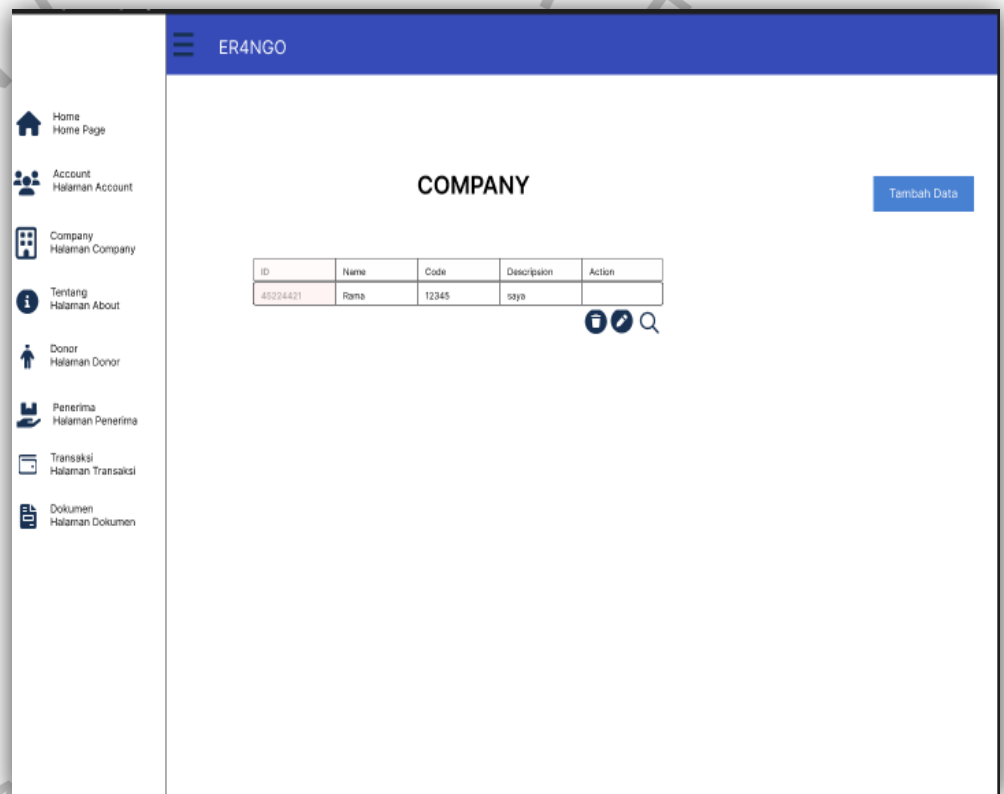 ER4NGO
Home
Home Page
Account
Halaman Account
Company
Halaman Company
Tentang
Halaman About
Donor
Halaman Donor
Penerima
Halaman Penerima
Transaksi
Halaman Transaksi
Dokumen
Halaman Dokumen
COMPANY
Tambah Data
ID Name Code Descripsion Action
45224421 Rama 12345 saya